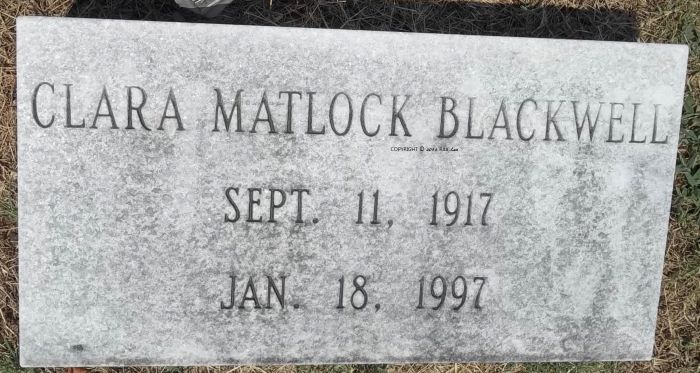 CLARA MATLOCK BLACKWELL
SEPT. 11, 1917
JAN. 18, 1997